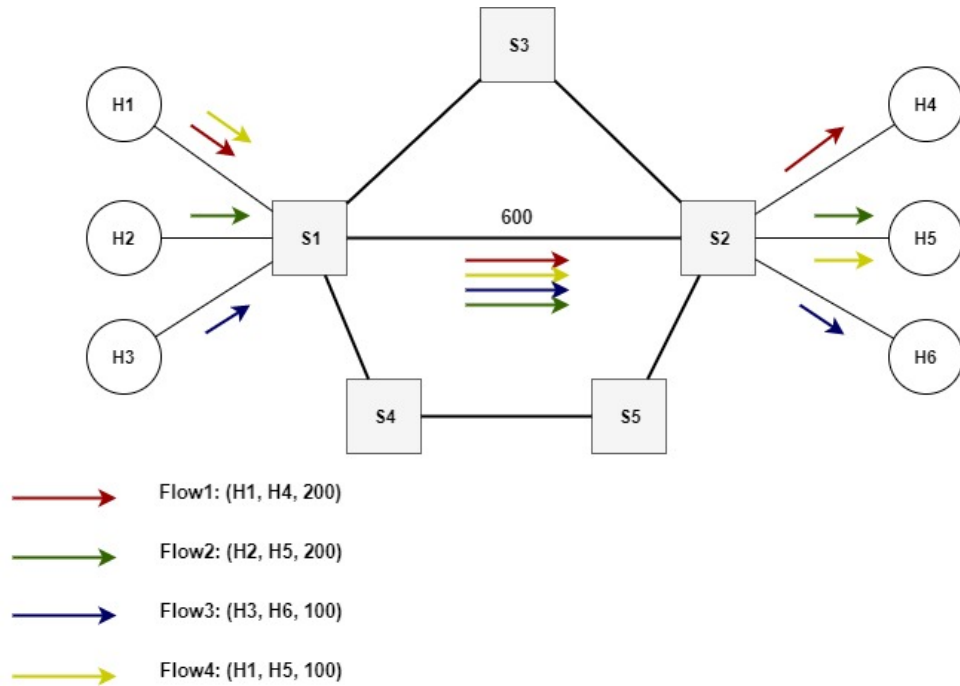 S3
H1
H4
600
H2
S1
S2
H5
H3
H6
S4
S5
Flow1: (H1, H4, 200)
Flow2: (H2, H5, 200)
Flow3: (H3, H6, 100)
Flow4: (H1, H5, 100)